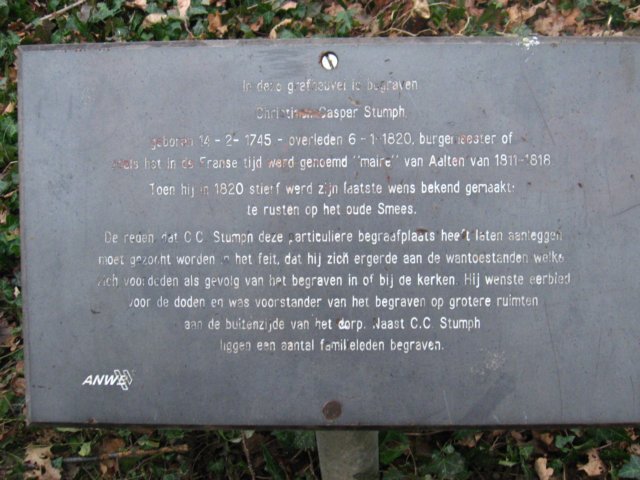 In deze grafheuvel is begraven
Christiaan Casper Stumph,
geboren 14-2-1745 - overleden 6-1-1820, burgemeester of
zoals het in de Franse tijd werd genoemd "maire" van Aalten van 1811-1818.
Toen hij in 1820 stierf werd zijn laatste wens bekend gemaakt:
te rusten op het oude Smees.
De reden dat C.C. Stumph deze particuliere begraafplaats heeft laten aanleggen
moet gezocht worden in het feit, dat hij zich ergerde aan de wantoestanden welke
zich voordeden als gevolg van het begraven in of bij de kerken. Hij wenste eerbied
voor de doden en was voorstander van het begraven op grotere ruimten
aan de buitenzijde van het dorp. Naast C.C. Stumph
liggen een aantal familieleden begraven.
ANWB